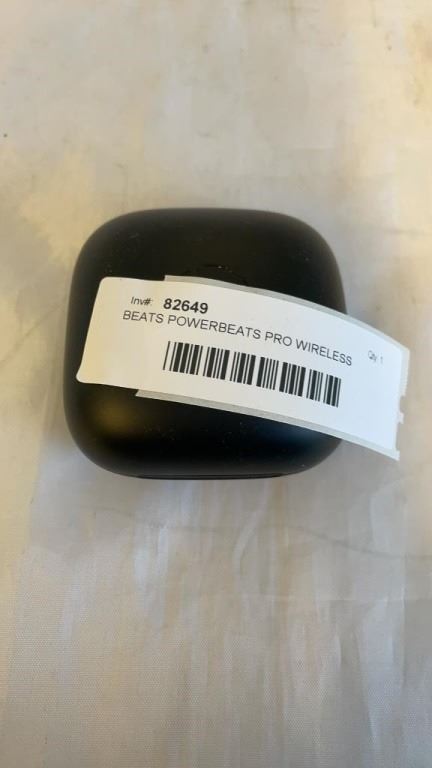 Inv#: 82649
BEATS POWERBEATS PRO WIRELESS
Qty: 1